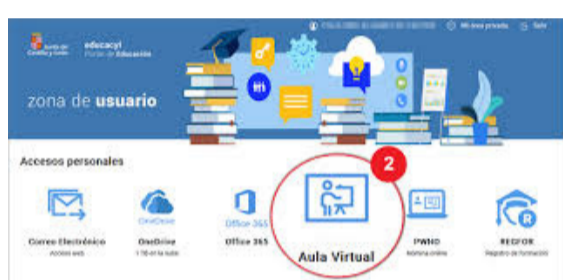 Junta de
Castilla y León
educacyl
Portal de Educación
Mi área privada
Salir
zona de usuario
Accesos personales
2
OneDrive
Office 365
Correo Electrónico
Acceso web
OneDrive
1 TB en la nube
Office 365
Aula Virtual
REGFOR
Registro de formación